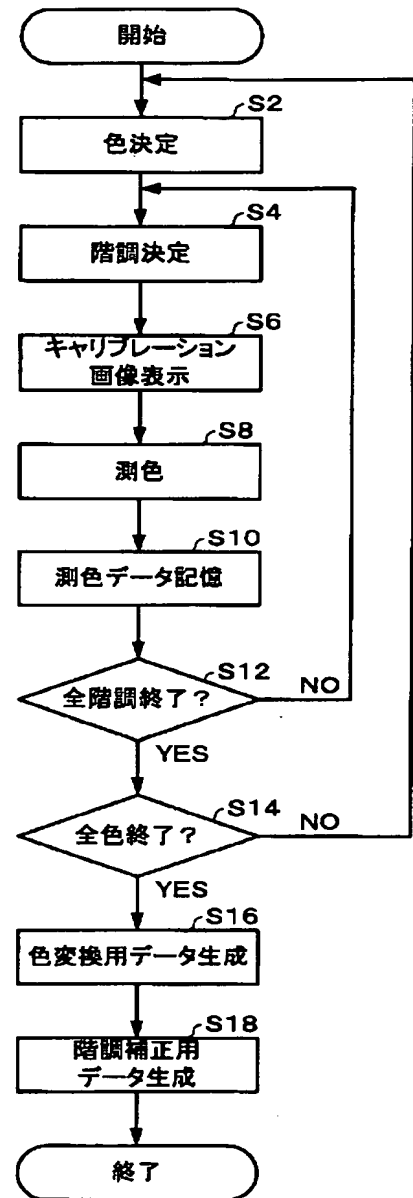 開始
S2
色決定
S4
階調決定
S6
キャリブレーション
画像表示
S8
測色
S10
測色データ記憶
S12
全階調終了？
NO
YES
S14
全色終了？
NO
YES
S16
色変換用データ生成
S18
階調補正用
データ生成
終了